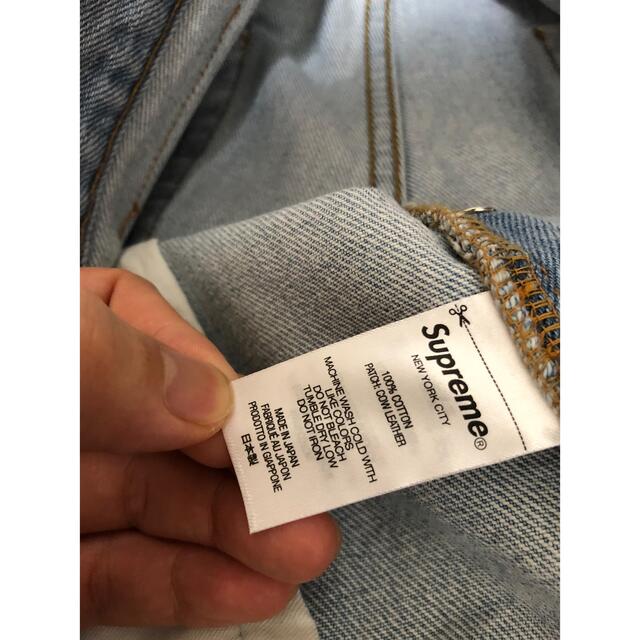 Supreme®
NEW YORK CITY
100% COTTON
PATCH: COW LEATHER
MACHINE WASH COLD WITH
LIKE COLORS
DO NOT BLEACH
TUMBLE DRY LOW
DO NOT IRON
MADE IN JAPAN
FABRIQUÉ AU JAPON
PRODOTTO IN GIAPPONE
日本製